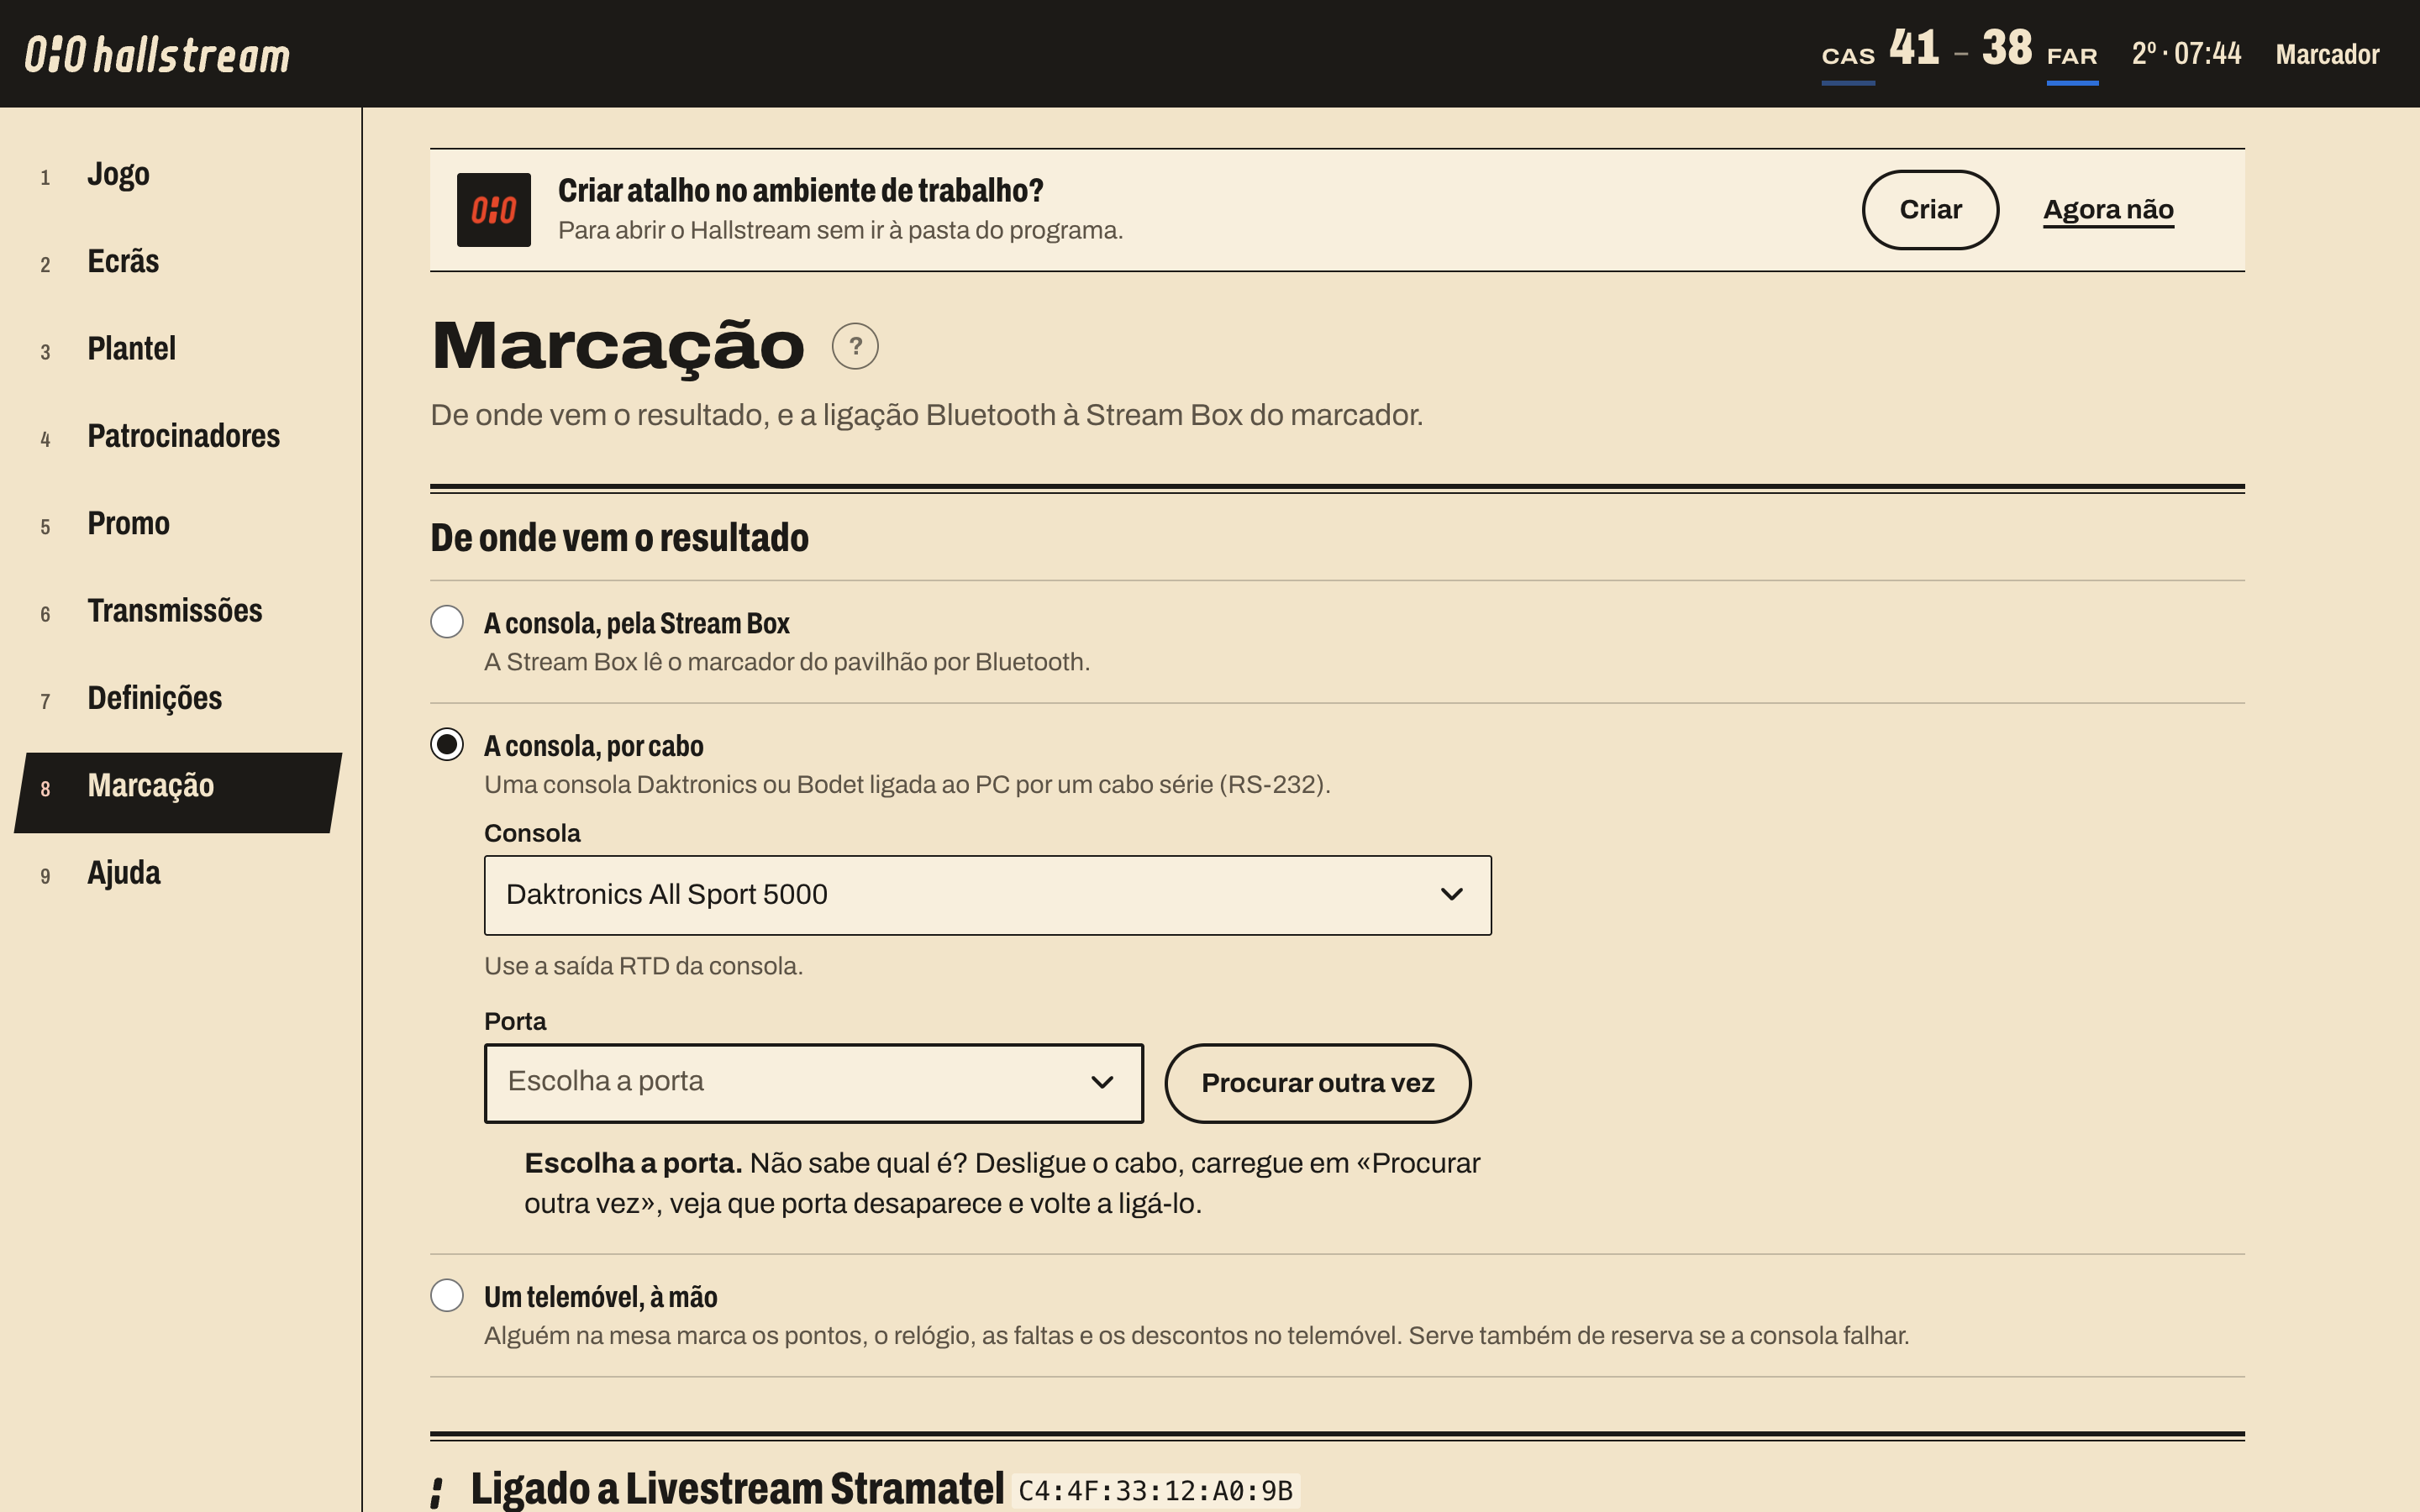 0:0 hallstream
CAS 41 – 38 FAR 2º · 07:44 Marcador
1 Jogo
2 Ecrãs
3 Plantel
4 Patrocinadores
5 Promo
6 Transmissões
7 Definições
8 Marcação
9 Ajuda
0:0
Criar atalho no ambiente de trabalho?
Para abrir o Hallstream sem ir à pasta do programa.
Criar
Agora não
Marcação ?
De onde vem o resultado, e a ligação Bluetooth à Stream Box do marcador.
De onde vem o resultado
A consola, pela Stream Box
A Stream Box lê o marcador do pavilhão por Bluetooth.
A consola, por cabo
Uma consola Daktronics ou Bodet ligada ao PC por um cabo série (RS-232).
Consola
Daktronics All Sport 5000
Use a saída RTD da consola.
Porta
Escolha a porta
Procurar outra vez
Escolha a porta. Não sabe qual é? Desligue o cabo, carregue em «Procurar
outra vez», veja que porta desaparece e volte a ligá-lo.
Um telemóvel, à mão
Alguém na mesa marca os pontos, o relógio, as faltas e os descontos no telemóvel. Serve também de reserva se a consola falhar.
Ligado a Livestream Stramatel C4:4F:33:12:A0:9B